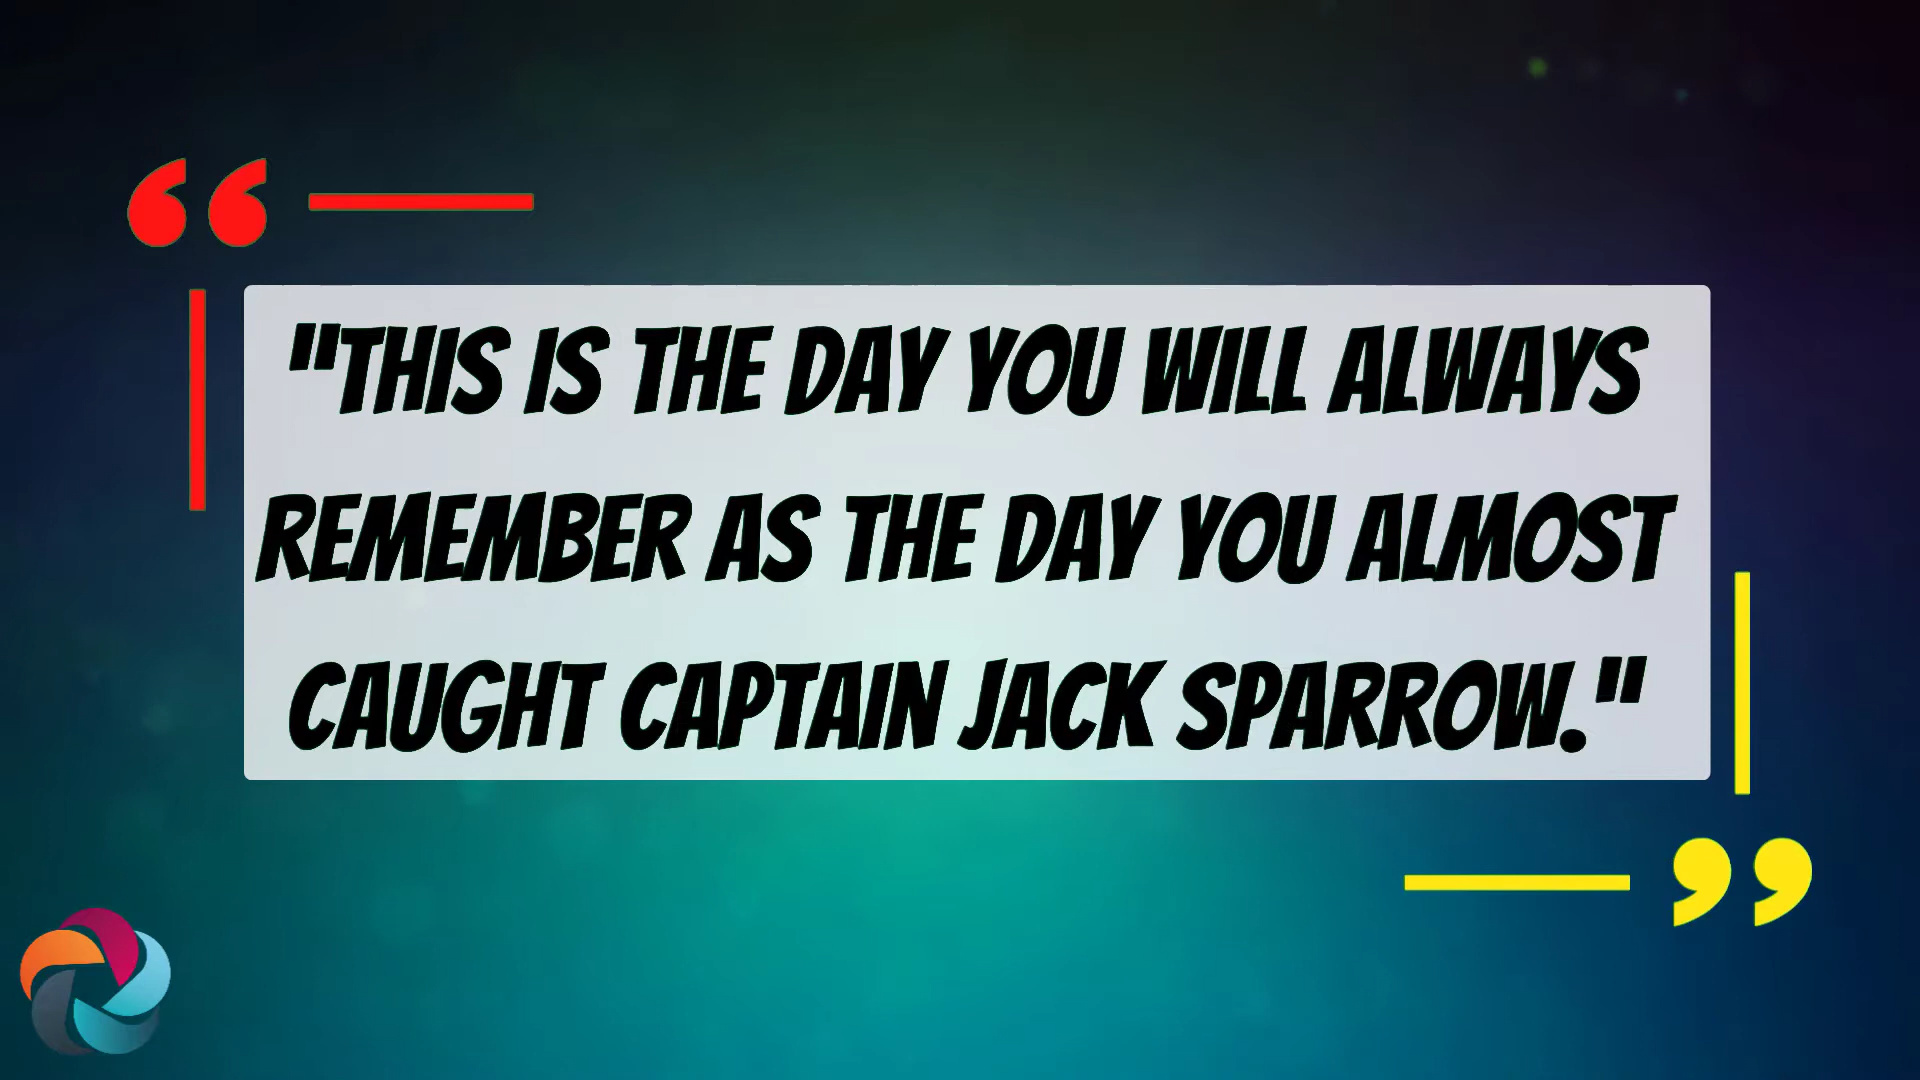 "THIS IS THE DAY YOU WILL ALWAYS
REMEMBER AS THE DAY YOU ALMOST
CAUGHT CAPTAIN JACK SPARROW."